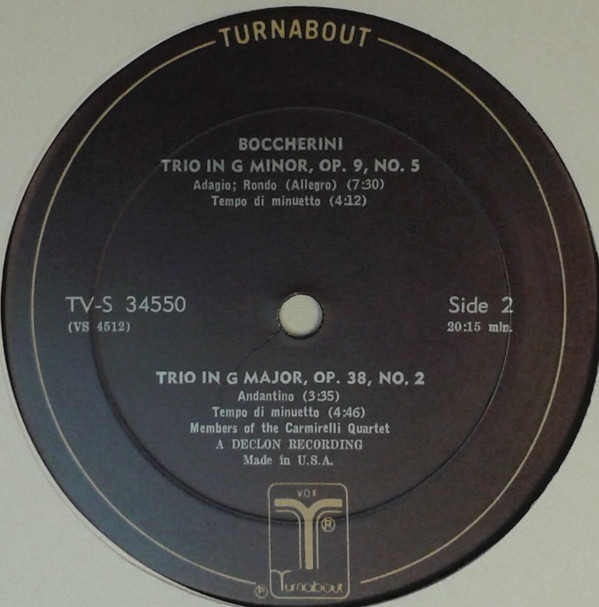 TURNABOUT
BOCCHERINI
TRIO IN G MINOR, OP. 9, NO. 5
Adagio; Rondo (Allegro) (7:30)
Tempo di minuetto (4:12)
TV-S 34550
(VS 4512)
Side 2
20:15 min.
TRIO IN G MAJOR, OP. 38, NO. 2
Andantino (3:35)
Tempo di minuetto (4:46)
Members of the Carmirelli Quartet
A DECLON RECORDING
Made in U.S.A.
VOX
T®
℗ Turnabout